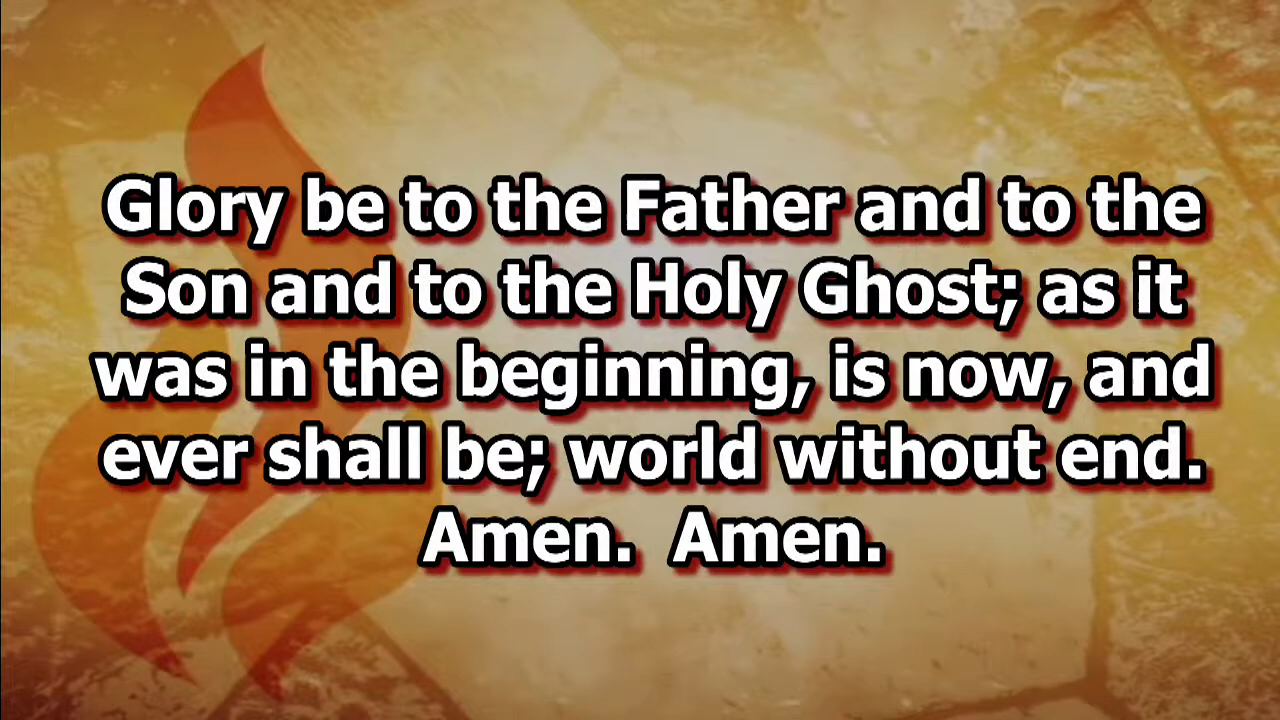 Glory be to the Father and to the
Son and to the Holy Ghost; as it
was in the beginning, is now, and
ever shall be; world without end.
Amen.  Amen.